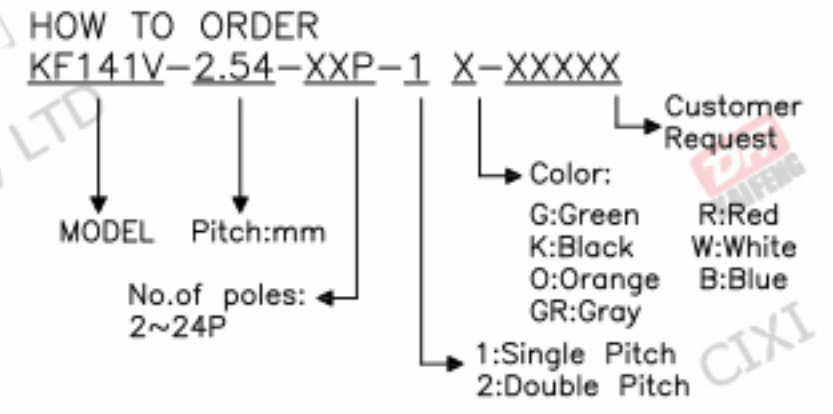 HOW TO ORDER
KF141V-2.54-XXP-1 X-XXXXX
Customer
Request
Color:
G:Green R:Red
K:Black W:White
O:Orange B:Blue
GR:Gray
MODEL Pitch:mm
No.of poles:
2~24P
1:Single Pitch
2:Double Pitch
LTD
CIXI